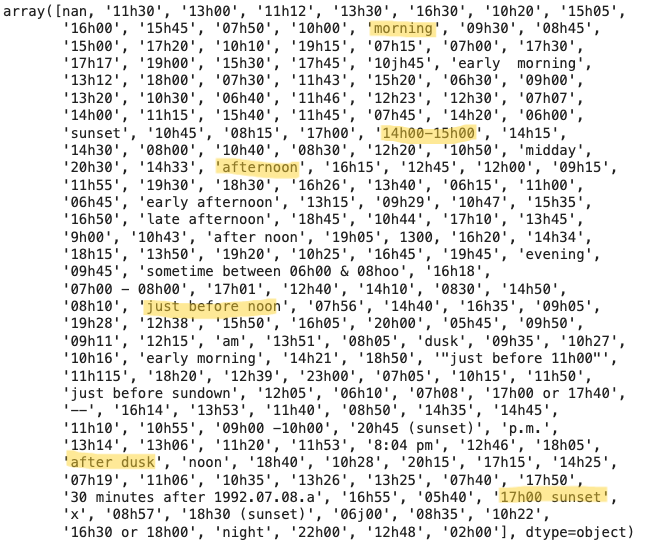 array([nan, '11h30', '13h00', '11h12', '13h30', '16h30', '10h20', '15h05',
'16h00', '15h45', '07h50', '10h00', 'morning', '09h30', '08h45',
'15h00', '17h20', '10h10', '19h15', '07h15', '07h00', '17h30',
'17h17', '19h00', '15h30', '17h45', '10jh45', 'early  morning',
'13h12', '18h00', '07h30', '11h43', '15h20', '06h30', '09h00',
'13h20', '10h30', '06h40', '11h46', '12h23', '12h30', '07h07',
'14h00', '11h15', '15h40', '11h45', '07h45', '14h20', '06h00',
'sunset', '10h45', '08h15', '17h00', '14h00-15h00', '14h15',
'14h30', '08h00', '10h40', '08h30', '12h20', '10h50', 'midday',
'20h30', '14h33', 'afternoon', '16h15', '12h45', '12h00', '09h15',
'11h55', '19h30', '18h30', '16h26', '13h40', '06h15', '11h00',
'06h45', 'early afternoon', '13h15', '09h29', '10h47', '15h35',
'16h50', 'late afternoon', '18h45', '10h44', '17h10', '13h45',
'9h00', '10h43', 'after noon', '19h05', 1300, '16h20', '14h34',
'18h15', '13h50', '19h20', '10h25', '16h45', '19h45', 'evening',
'09h45', 'sometime between 06h00 & 08hoo', '16h18',
'07h00 - 08h00', '17h01', '12h40', '14h10', '0830', '14h50',
'08h10', 'just before noon', '07h56', '14h40', '16h35', '09h05',
'19h28', '12h38', '15h50', '16h05', '20h00', '05h45', '09h50',
'09h11', '12h15', 'am', '13h51', '08h05', 'dusk', '09h35', '10h27',
'10h16', 'early morning', '14h21', '18h50', '"just before 11h00"',
'11h115', '18h20', '12h39', '23h00', '07h05', '10h15', '11h50',
'just before sundown', '12h05', '06h10', '07h08', '17h00 or 17h40',
'--', '16h14', '13h53', '11h40', '08h50', '14h35', '14h45',
'11h10', '10h55', '09h00 -10h00', '20h45 (sunset)', 'p.m.',
'13h14', '13h06', '11h20', '11h53', '8:04 pm', '12h46', '18h05',
'after dusk', 'noon', '18h40', '10h28', '20h15', '17h15', '14h25',
'07h19', '11h06', '10h35', '13h26', '13h25', '07h40', '17h50',
'30 minutes after 1992.07.08.a', '16h55', '05h40', '17h00 sunset',
'x', '08h57', '18h30 (sunset)', '06j00', '08h35', '10h22',
'16h30 or 18h00', 'night', '22h00', '12h48', '02h00'], dtype=object)